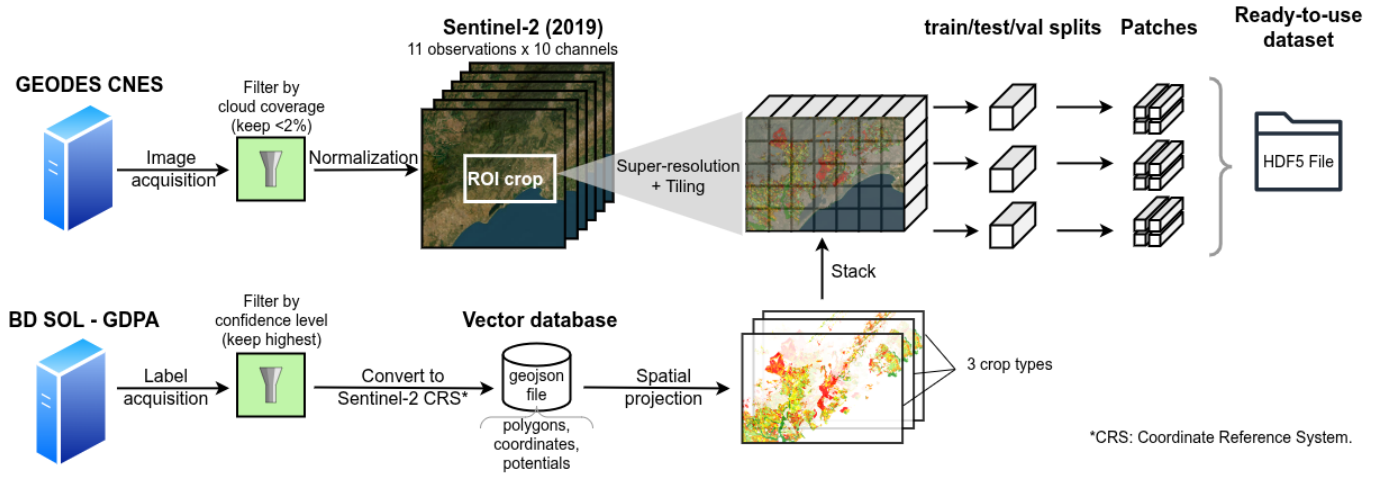 GEODES CNES
Image
acquisition
Filter by
cloud coverage
(keep <2%)
Normalization
Sentinel-2 (2019)
11 observations x 10 channels
ROI crop
Super-resolution
+ Tiling
train/test/val splits
Patches
Ready-to-use
dataset
HDF5 File
Stack
BD SOL - GDPA
Label
acquisition
Filter by
confidence level
(keep highest)
Convert to
Sentinel-2 CRS*
Vector database
geojson
file
polygons,
coordinates,
potentials
Spatial
projection
3 crop types
*CRS: Coordinate Reference System.